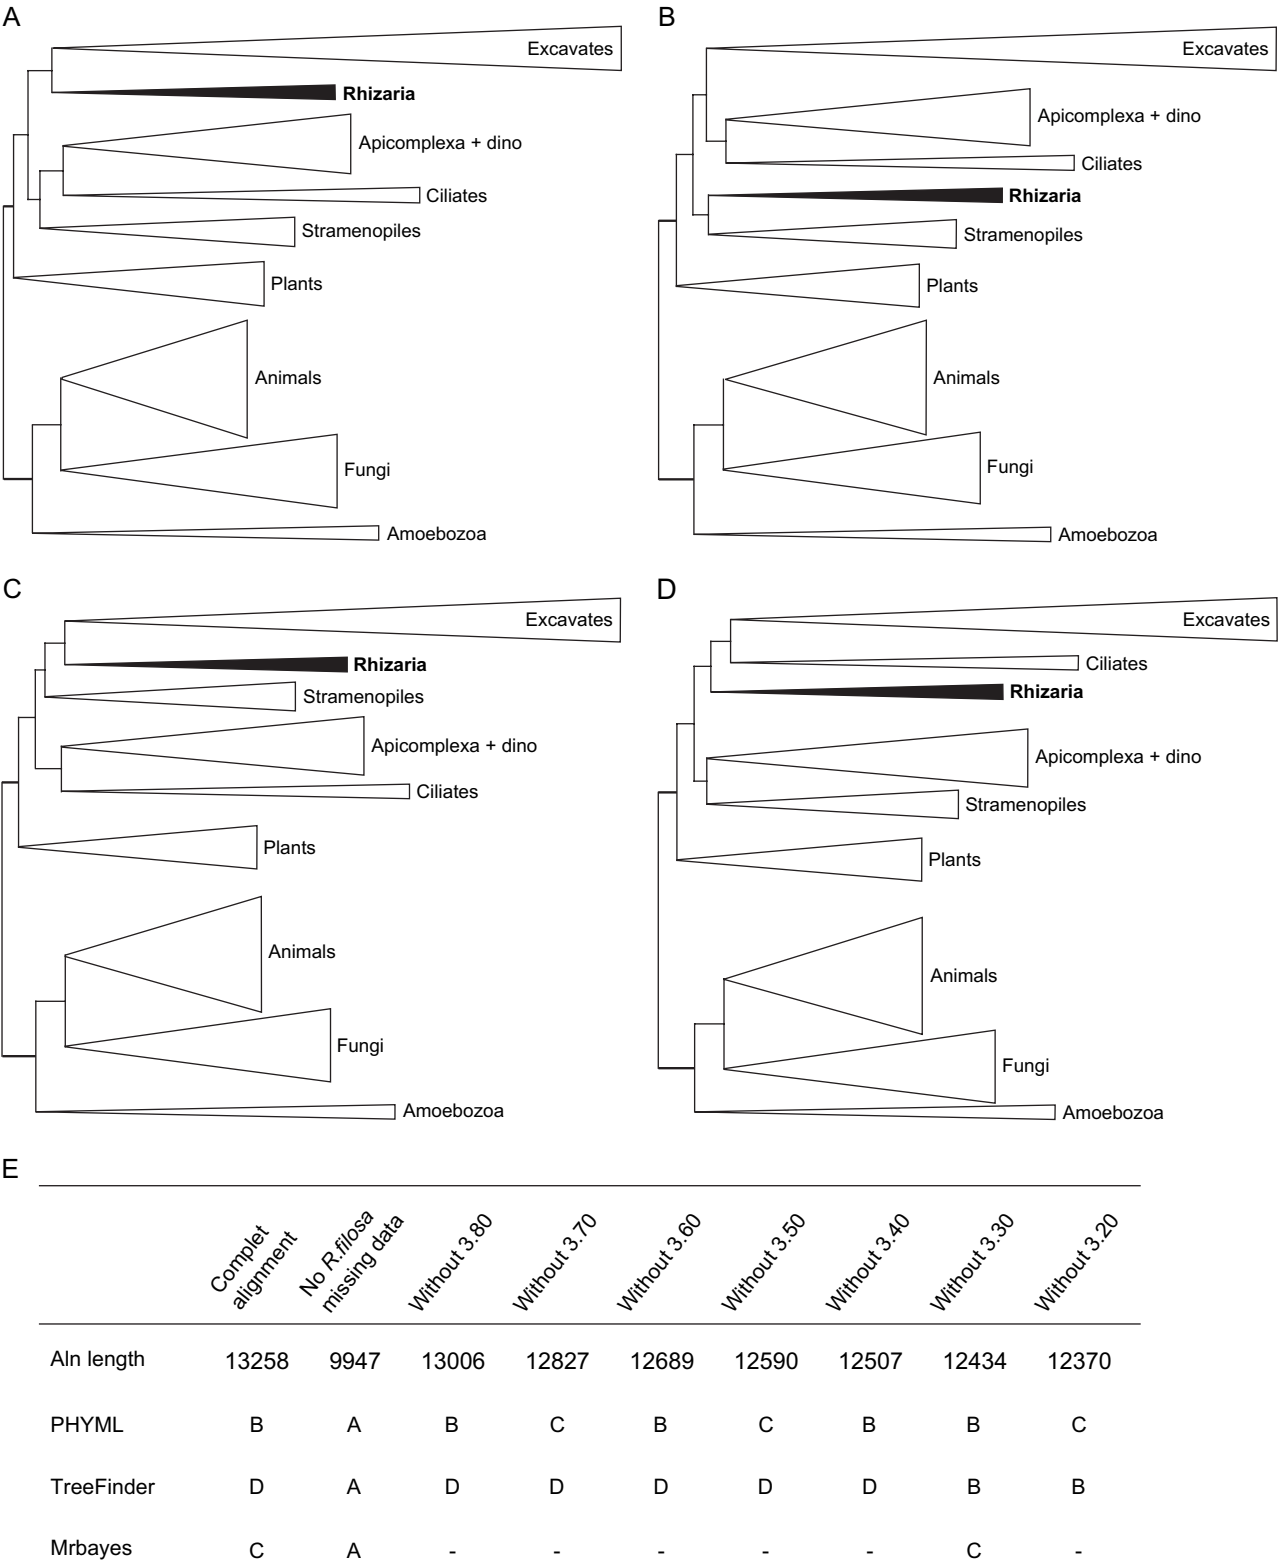 A
Excavates
Rhizaria
Apicomplexa + dino
Ciliates
Stramenopiles
Plants
Animals
Fungi
Amoebozoa
B
Excavates
Apicomplexa + dino
Ciliates
Rhizaria
Stramenopiles
Plants
Animals
Fungi
Amoebozoa
C
Excavates
Rhizaria
Stramenopiles
Apicomplexa + dino
Ciliates
Plants
Animals
Fungi
Amoebozoa
D
Excavates
Ciliates
Rhizaria
Apicomplexa + dino
Stramenopiles
Plants
Animals
Fungi
Amoebozoa
E
Complet
alignment
No R.filosa
missing data
Without 3.80
Without 3.70
Without 3.60
Without 3.50
Without 3.40
Without 3.30
Without 3.20
Aln length 13258 9947 13006 12827 12689 12590 12507 12434 12370
PHYML B A B C B C B B C
TreeFinder D A D D D D D B B
Mrbayes C A - - - - - C -